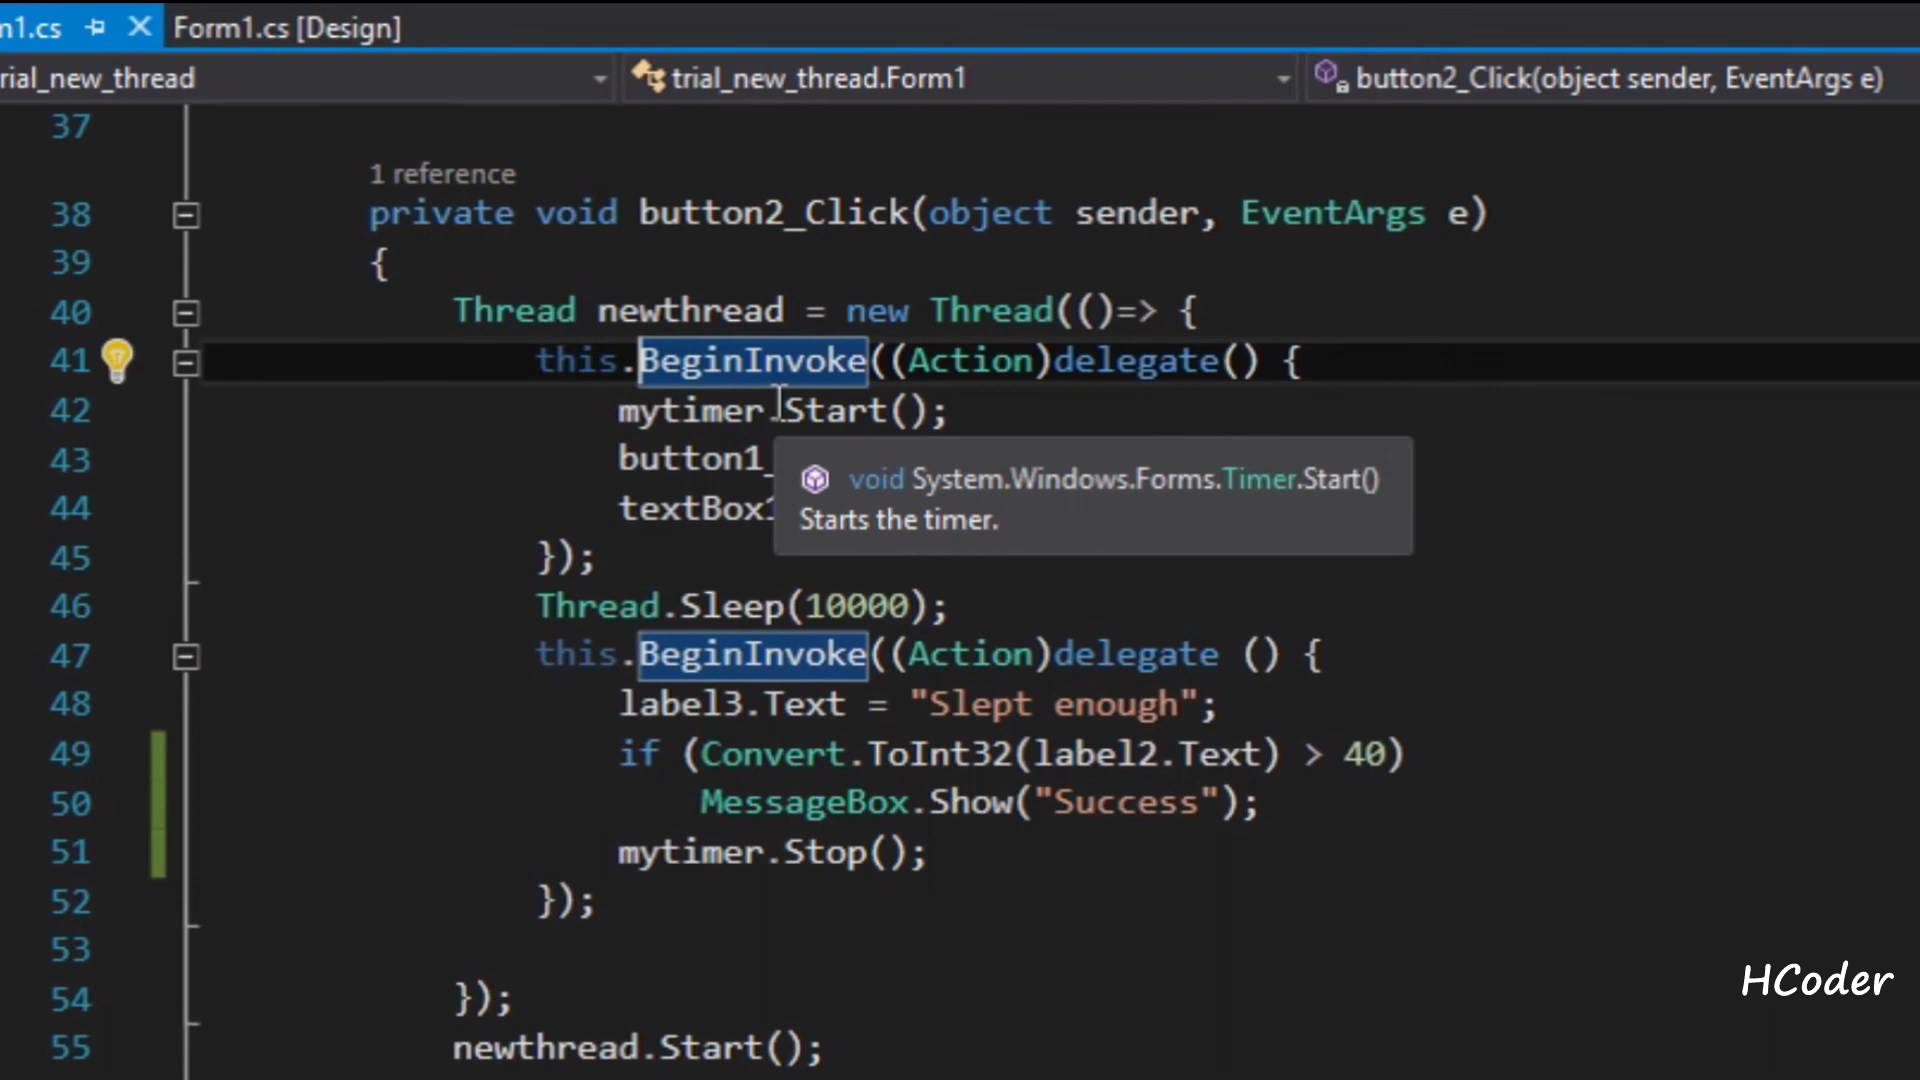 m1.cs Form1.cs [Design]
rial_new_thread trial_new_thread.Form1 button2_Click(object sender, EventArgs e)
37
1 reference
38 private void button2_Click(object sender, EventArgs e)
39 {
40 Thread newthread = new Thread(()=> {
41 this.BeginInvoke((Action)delegate() {
42 mytimer.Start();
43 button1_
void System.Windows.Forms.Timer.Start()
44 textBox1
Starts the timer.
45 });
46 Thread.Sleep(10000);
47 this.BeginInvoke((Action)delegate () {
48 label3.Text = "Slept enough";
49 if (Convert.ToInt32(label2.Text) > 40)
50 MessageBox.Show("Success");
51 mytimer.Stop();
52 });
53
HCoder
54 });
55 newthread.Start();